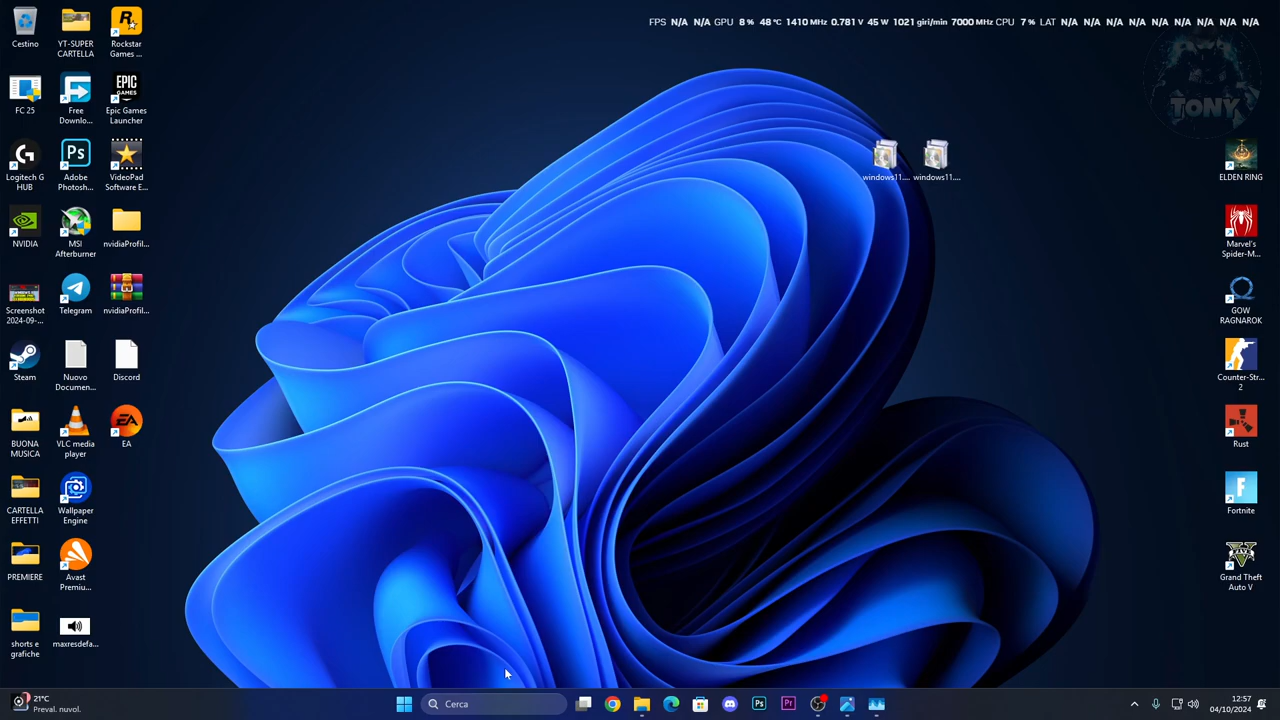 FPS N/A N/A GPU 8 % 48 °C 1410 MHz 0.781 V 45 W 1021 giri/min 7000 MHz CPU 7 % LAT N/A N/A N/A N/A N/A N/A N/A N/A N/A
TONY
Cestino
YT-SUPER
CARTELLA
Rockstar
Games ...
FC 25
Free
Downlo...
Epic Games
Launcher
EPIC
GAMES
Logitech G
HUB
Ps
Adobe
Photosh...
VideoPad
Software E...
NVIDIA
MSI
Afterburner
nvidiaProfil...
Screenshot
2024-09-...
Telegram
nvidiaProfil...
Steam
Nuovo
Documen...
Discord
BUONA
MUSICA
VLC media
player
EA
EA
CARTELLA
EFFETTI
Wallpaper
Engine
PREMIERE
Avast
Premiu...
shorts e
grafiche
maxresdefa...
windows11....
windows11....
ELDEN RING
Marvel's
Spider-M...
GOW
RAGNAROK
Counter-Str...
2
Rust
Fortnite
Grand Theft
Auto V
21°C
Preval. nuvol.
Cerca
Ps
Pr
12:57
04/10/2024